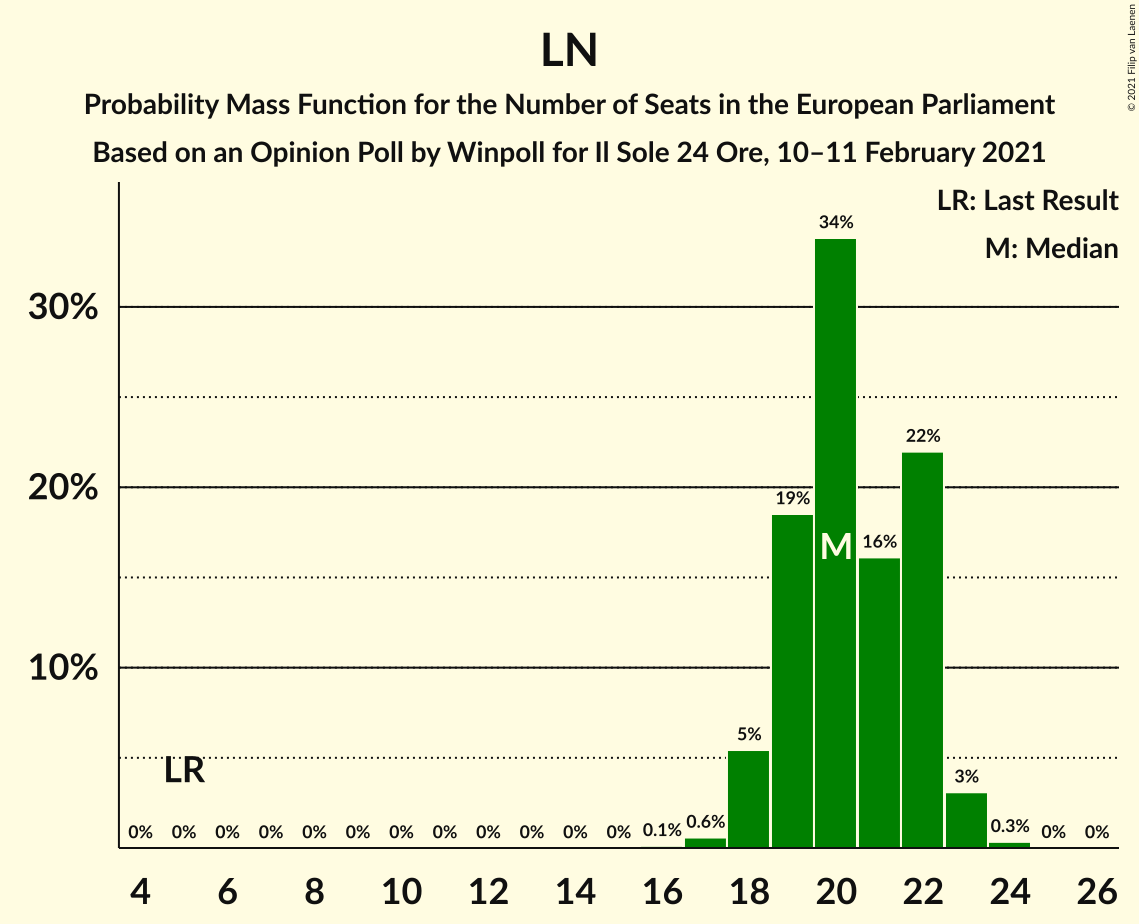 LN
Probability Mass Function for the Number of Seats in the European Parliament
Based on an Opinion Poll by Winpoll for Il Sole 24 Ore, 10–11 February 2021
© 2021 Filip van Laenen
LR: Last Result
M: Median
34%
30%
22%
20%
19%
M
16%
10%
5%
LR
3%
0% 0% 0% 0% 0% 0% 0% 0% 0% 0% 0% 0% 0.1% 0.6% 0.3% 0% 0%
4 6 8 10 12 14 16 18 20 22 24 26